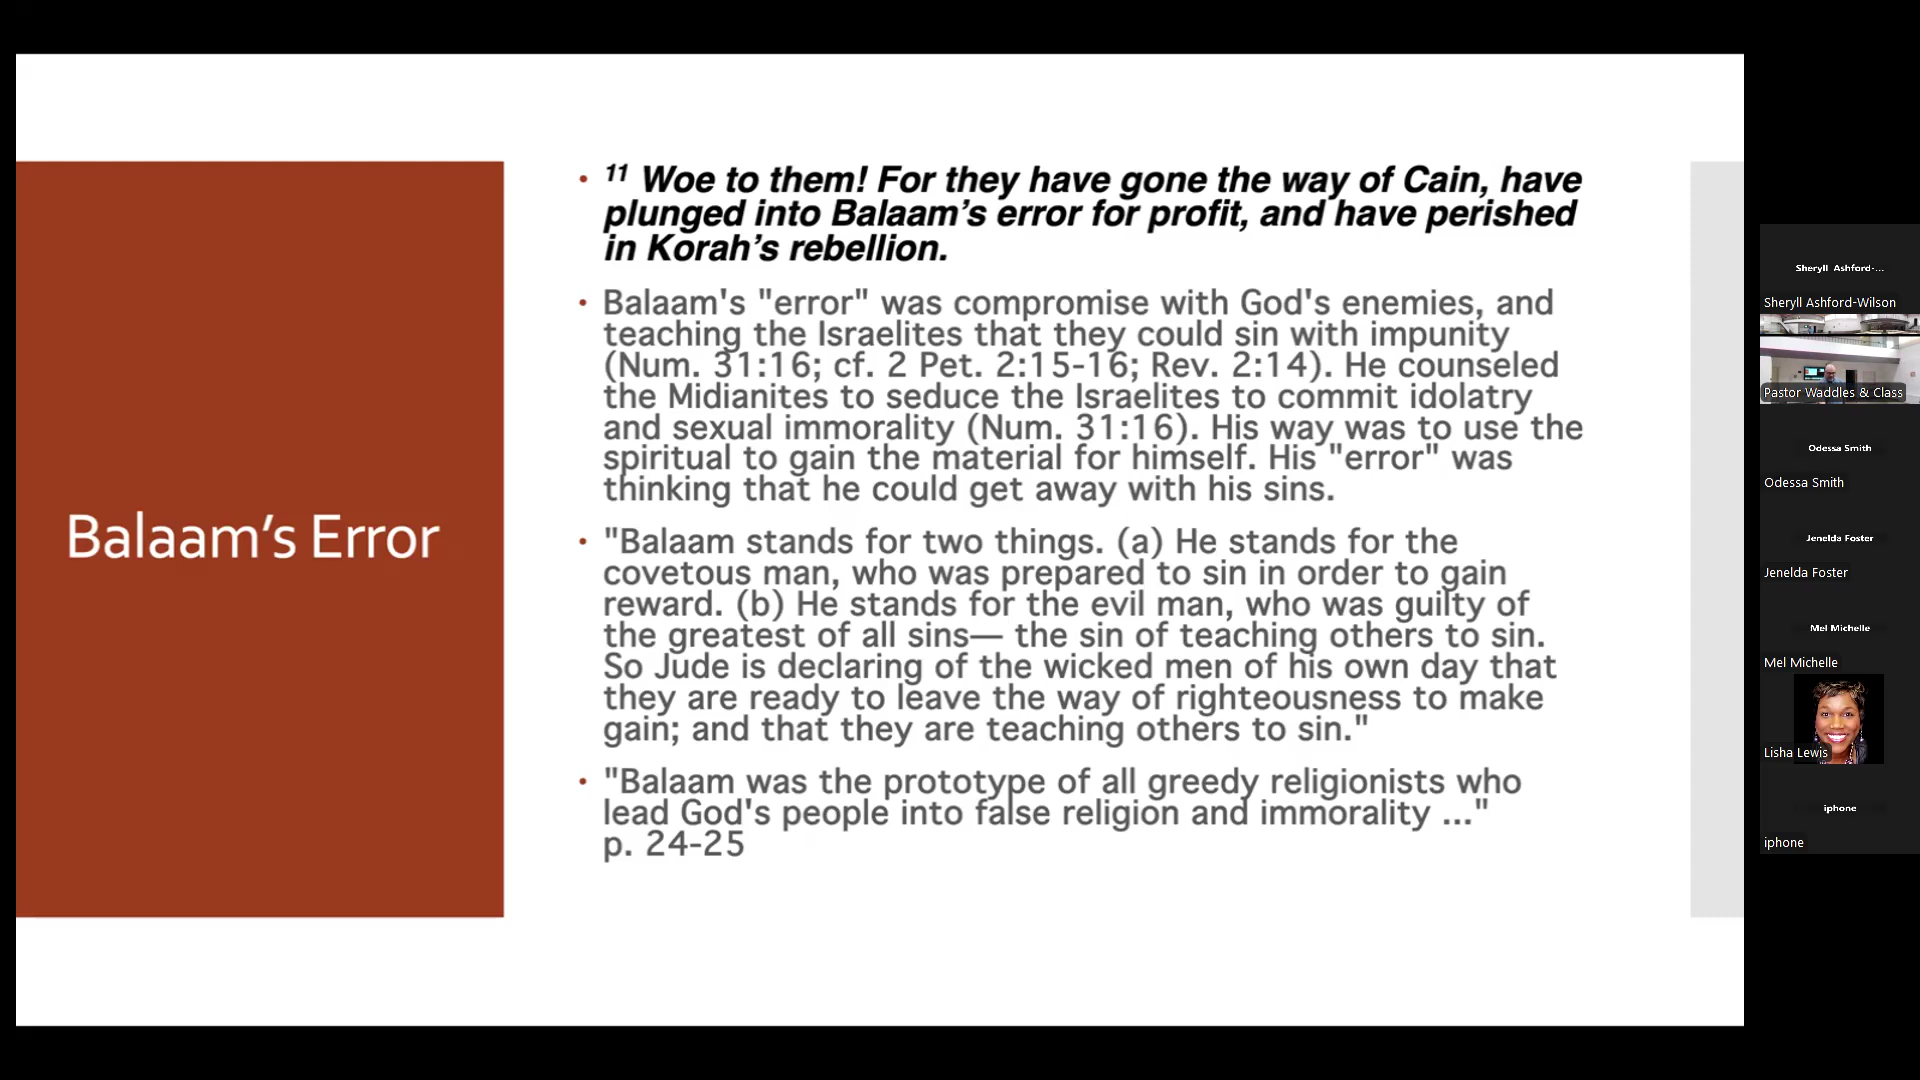 Balaam’s Error
• ¹¹ Woe to them! For they have gone the way of Cain, have
plunged into Balaam’s error for profit, and have perished
in Korah’s rebellion.
• Balaam's "error" was compromise with God's enemies, and
teaching the Israelites that they could sin with impunity
(Num. 31:16; cf. 2 Pet. 2:15-16; Rev. 2:14). He counseled
the Midianites to seduce the Israelites to commit idolatry
and sexual immorality (Num. 31:16). His way was to use the
spiritual to gain the material for himself. His "error" was
thinking that he could get away with his sins.
• "Balaam stands for two things. (a) He stands for the
covetous man, who was prepared to sin in order to gain
reward. (b) He stands for the evil man, who was guilty of
the greatest of all sins— the sin of teaching others to sin.
So Jude is declaring of the wicked men of his own day that
they are ready to leave the way of righteousness to make
gain; and that they are teaching others to sin."
• "Balaam was the prototype of all greedy religionists who
lead God's people into false religion and immorality ..."
p. 24-25
Sheryll Ashford-...
Sheryll Ashford-Wilson
Pastor Waddles & Class
Odessa Smith
Odessa Smith
Jenelda Foster
Jenelda Foster
Mel Michelle
Mel Michelle
Lisha Lewis
iphone
iphone